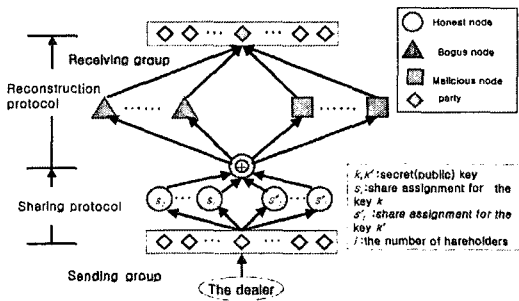 Receiving group
Reconstruction
protocol
Sharing protocol
Sending group
The dealer
Honest node
Bogus node
Malicious node
party
k,k' :secret(public) key
s :share assignment for the
key k
s' :share assignment for the
key k'
i :the number of hareholders